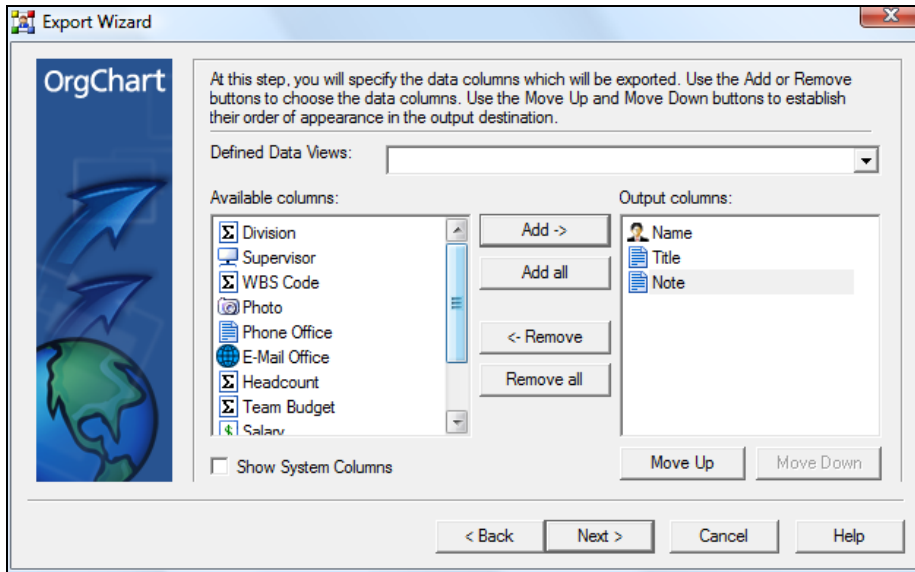 Export Wizard
OrgChart
At this step, you will specify the data columns which will be exported. Use the Add or Remove
buttons to choose the data columns. Use the Move Up and Move Down buttons to establish
their order of appearance in the output destination.
Defined Data Views:
Available columns:
Division
Supervisor
WBS Code
Photo
Phone Office
E-Mail Office
Headcount
Team Budget
Salary
Add ->
Add all
<- Remove
Remove all
Output columns:
Name
Title
Note
Show System Columns
Move Up
Move Down
< Back
Next >
Cancel
Help